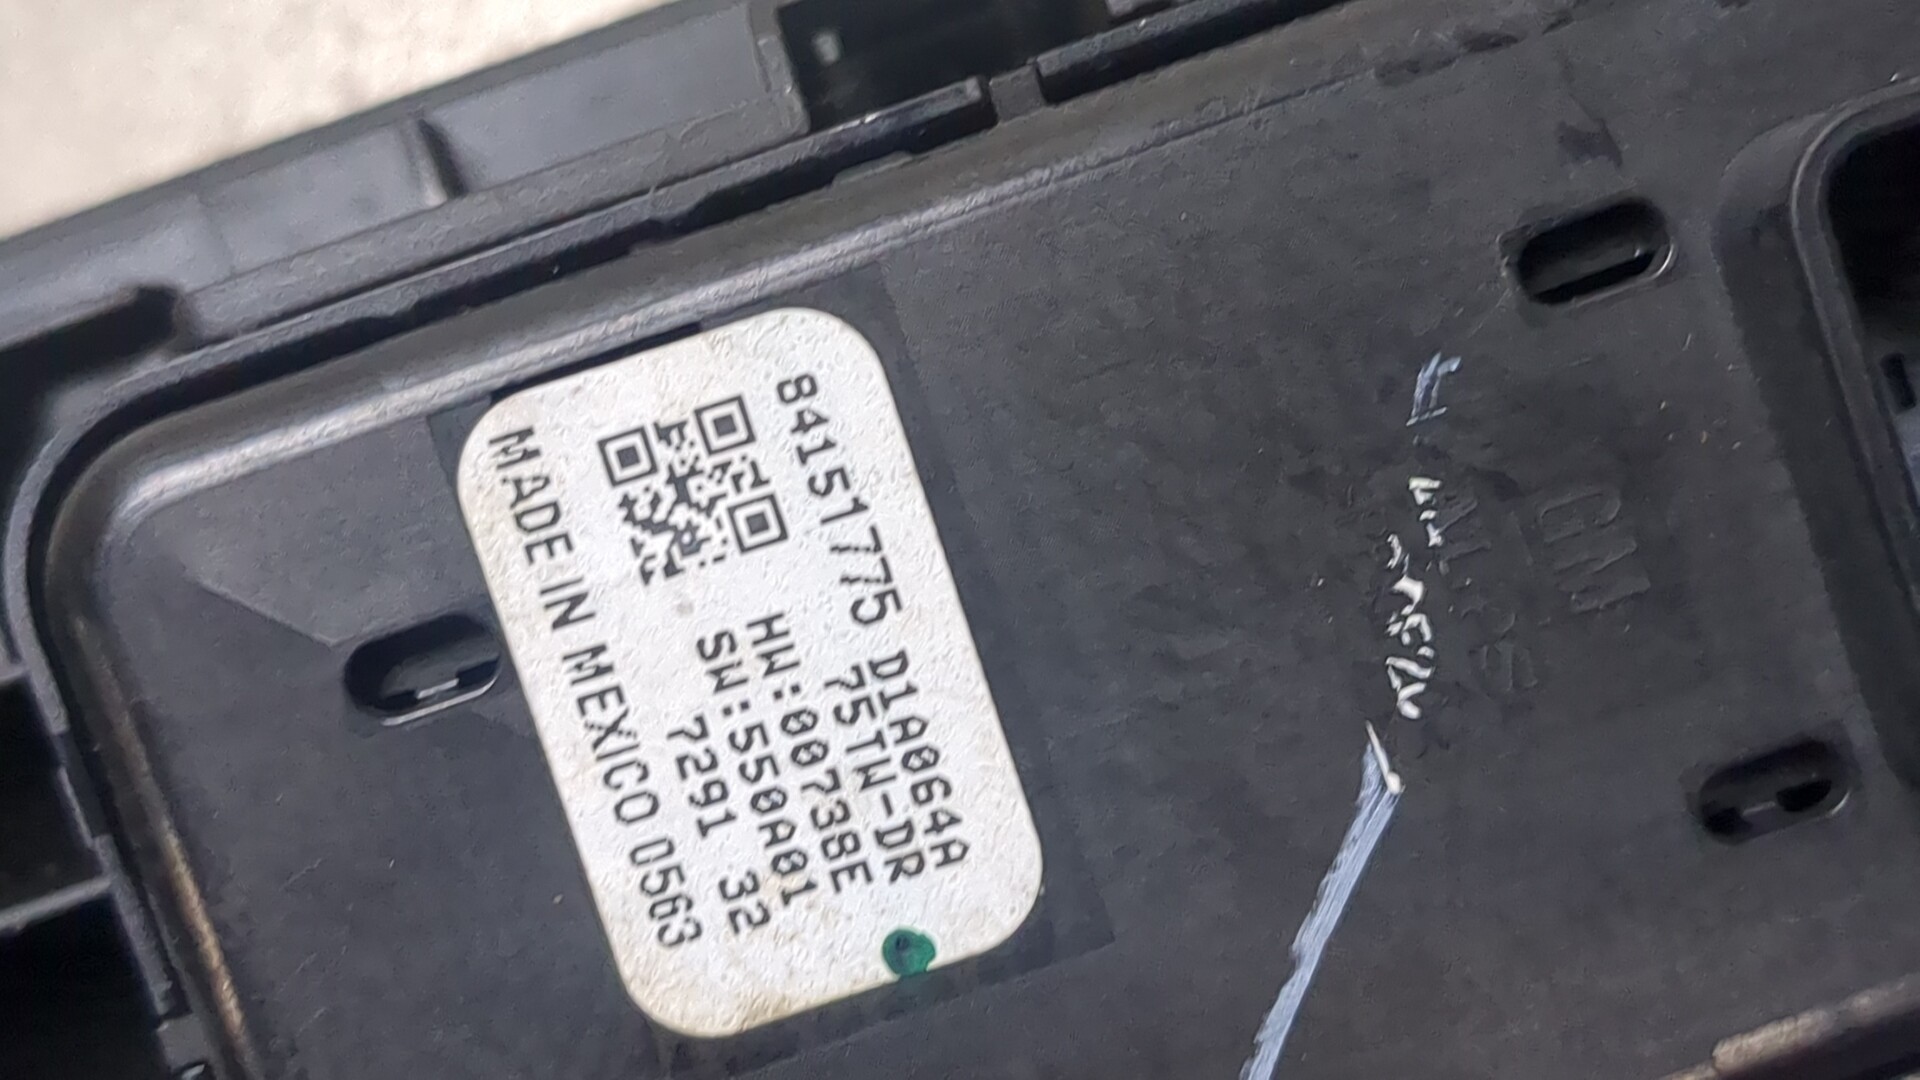 84151775 D1A064A
75TW-DR
HW:00738E
SW:550A01
7291 32
MADE IN MEXICO 0563
GM